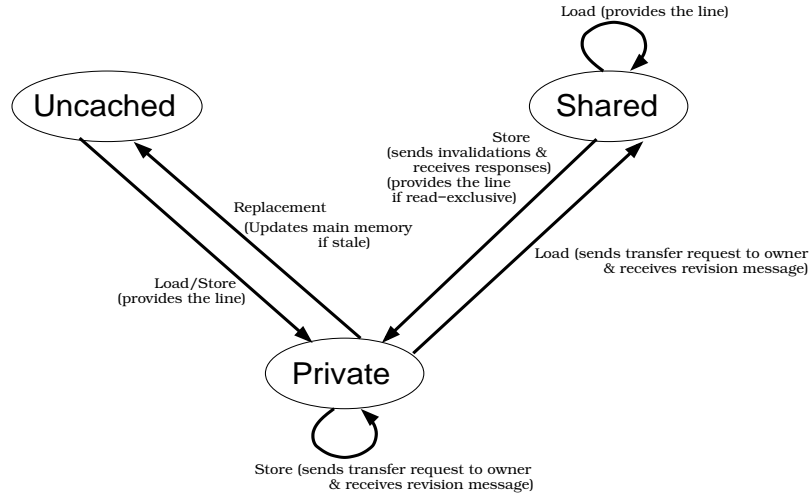 Load (provides the line)
Uncached
Shared
Store
(sends invalidations &
receives responses)
(provides the line
if read−exclusive)
Replacement
(Updates main memory
if stale)
Load (sends transfer request to owner
& receives revision message)
Load/Store
(provides the line)
Private
Store (sends transfer request to owner
& receives revision message)